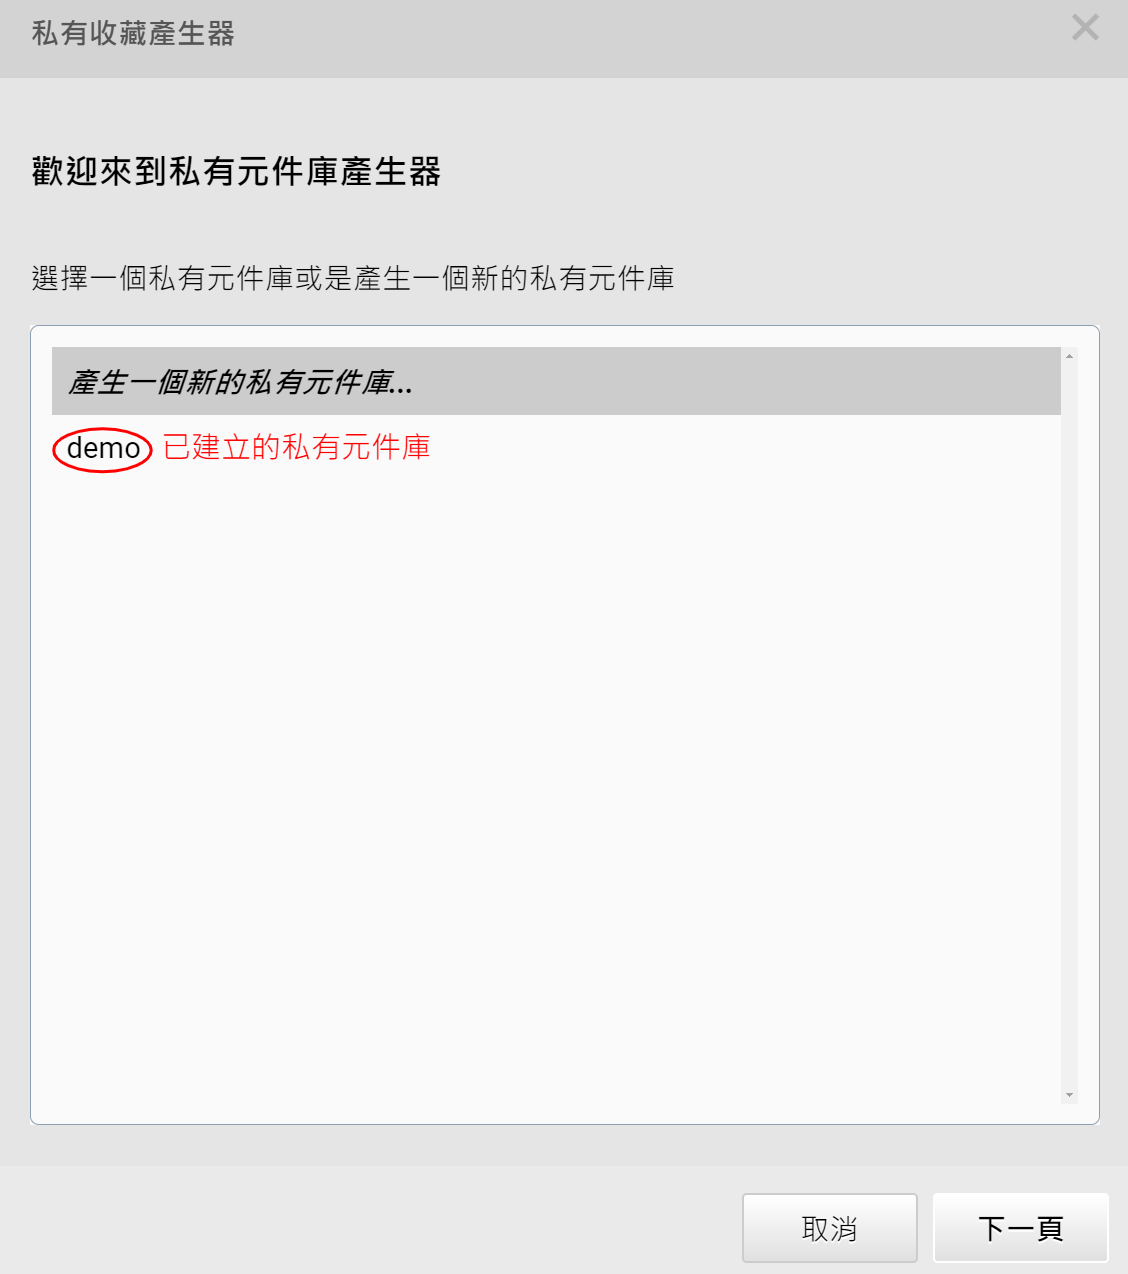 私有收藏產生器
歡迎來到私有元件庫產生器
選擇一個私有元件庫或是產生一個新的私有元件庫
產生一個新的私有元件庫...
demo 已建立的私有元件庫
取消 下一頁